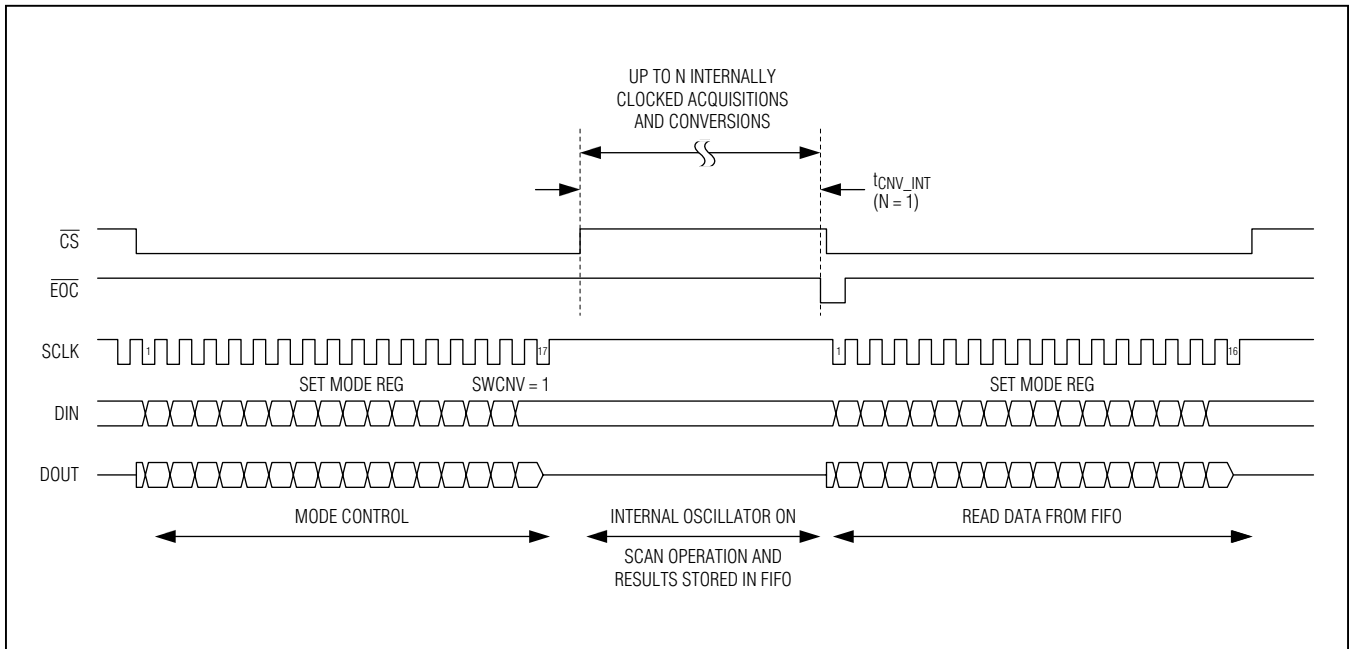 UP TO N INTERNALLY
CLOCKED ACQUISITIONS
AND CONVERSIONS
tCNV_INT
(N = 1)
CS
EOC
SCLK
1
17
1
16
SET MODE REG
SWCNV = 1
SET MODE REG
DIN
DOUT
MODE CONTROL
INTERNAL OSCILLATOR ON
READ DATA FROM FIFO
SCAN OPERATION AND
RESULTS STORED IN FIFO